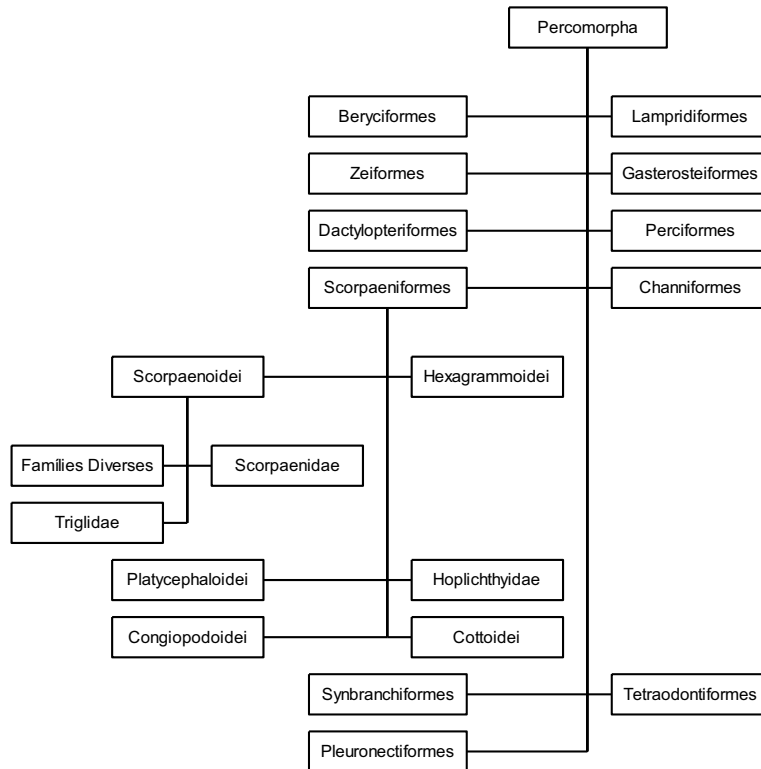 Percomorpha
Beryciformes
Lampridiformes
Zeiformes
Gasterosteiformes
Dactylopteriformes
Perciformes
Scorpaeniformes
Channiformes
Scorpaenoidei
Hexagrammoidei
Famílies Diverses
Scorpaenidae
Triglidae
Platycephaloidei
Hoplichthyidae
Congiopodoidei
Cottoidei
Synbranchiformes
Tetraodontiformes
Pleuronectiformes